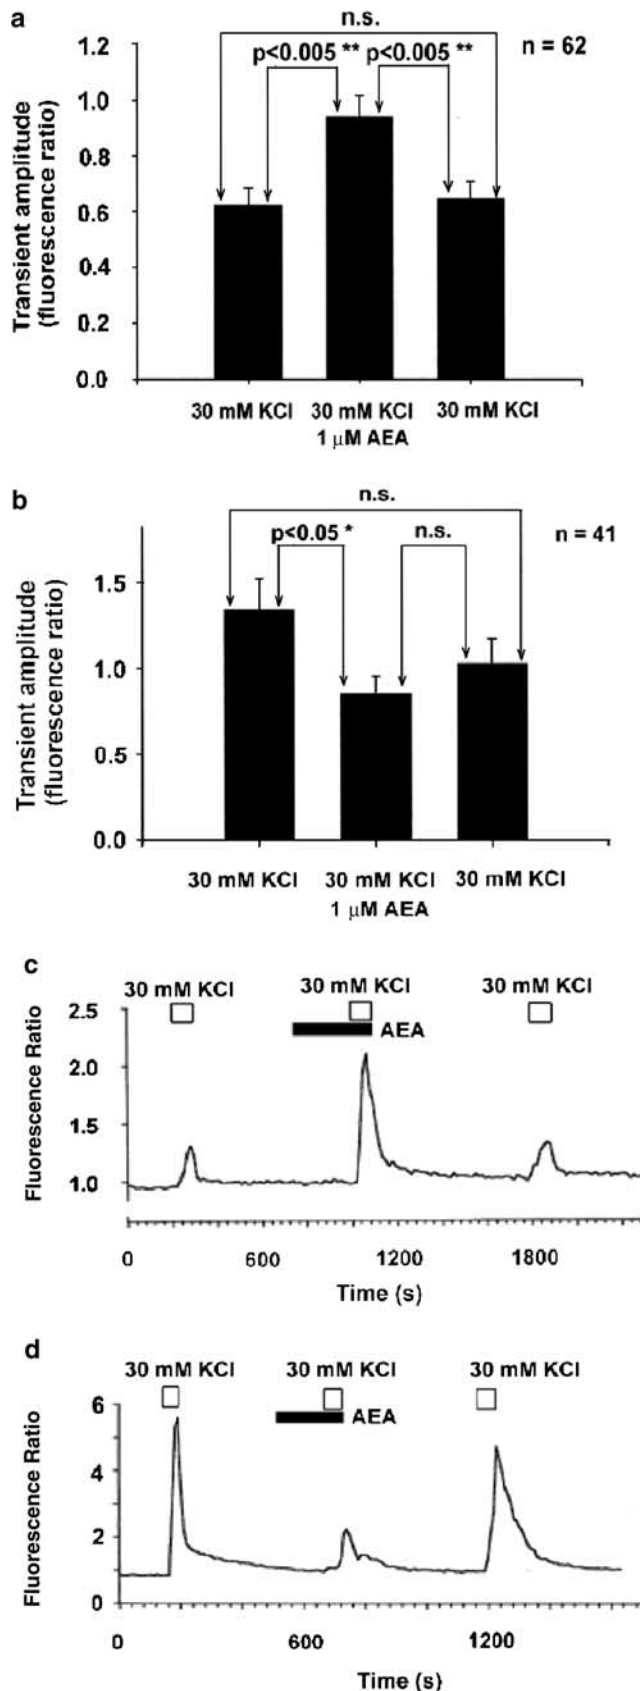 a
n.s.
p<0.005 ** p<0.005 **
n = 62
Transient amplitude
(fluorescence ratio)
1.2
1.0
0.8
0.6
0.4
0.2
0.0
30 mM KCl 30 mM KCl 30 mM KCl
1 μM AEA
b
n.s.
p<0.05 *
n.s.
n = 41
Transient amplitude
(fluorescence ratio)
1.5
1.0
0.5
0.0
30 mM KCl 30 mM KCl 30 mM KCl
1 μM AEA
c
30 mM KCl 30 mM KCl 30 mM KCl
AEA
Fluorescence Ratio
2.5
2.0
1.5
1.0
0 600 1200 1800
Time (s)
d
30 mM KCl 30 mM KCl 30 mM KCl
AEA
Fluorescence Ratio
6
4
2
0
0 600 1200
Time (s)